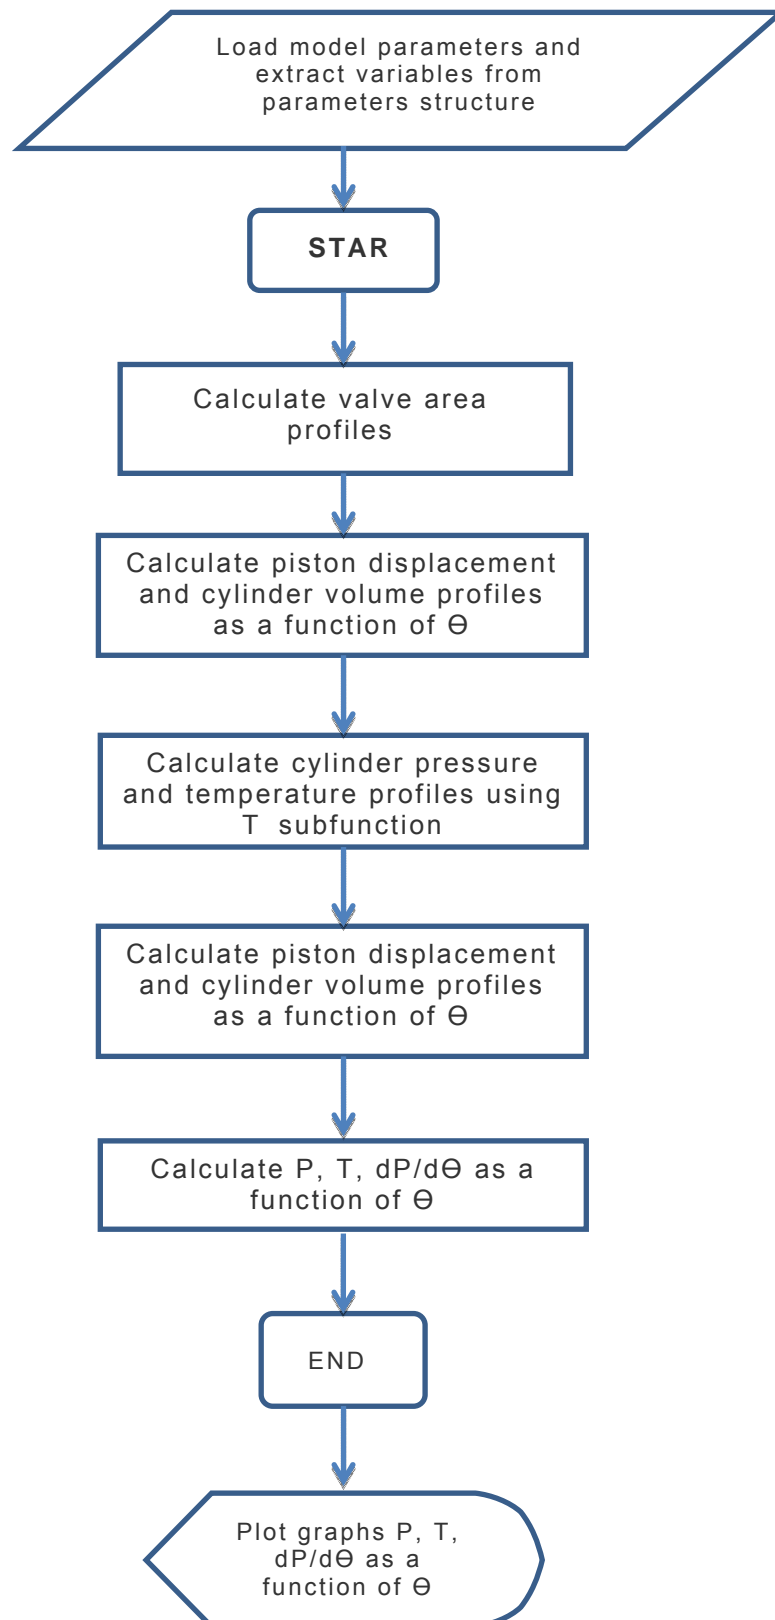 Load model parameters and
extract variables from
parameters structure
STAR
Calculate valve area
profiles
Calculate piston displacement
and cylinder volume profiles
as a function of Ө
Calculate cylinder pressure
and temperature profiles using
T subfunction
Calculate piston displacement
and cylinder volume profiles
as a function of Ө
Calculate P, T, dP/dӨ as a
function of Ө
END
Plot graphs P, T,
dP/dӨ as a
function of Ө